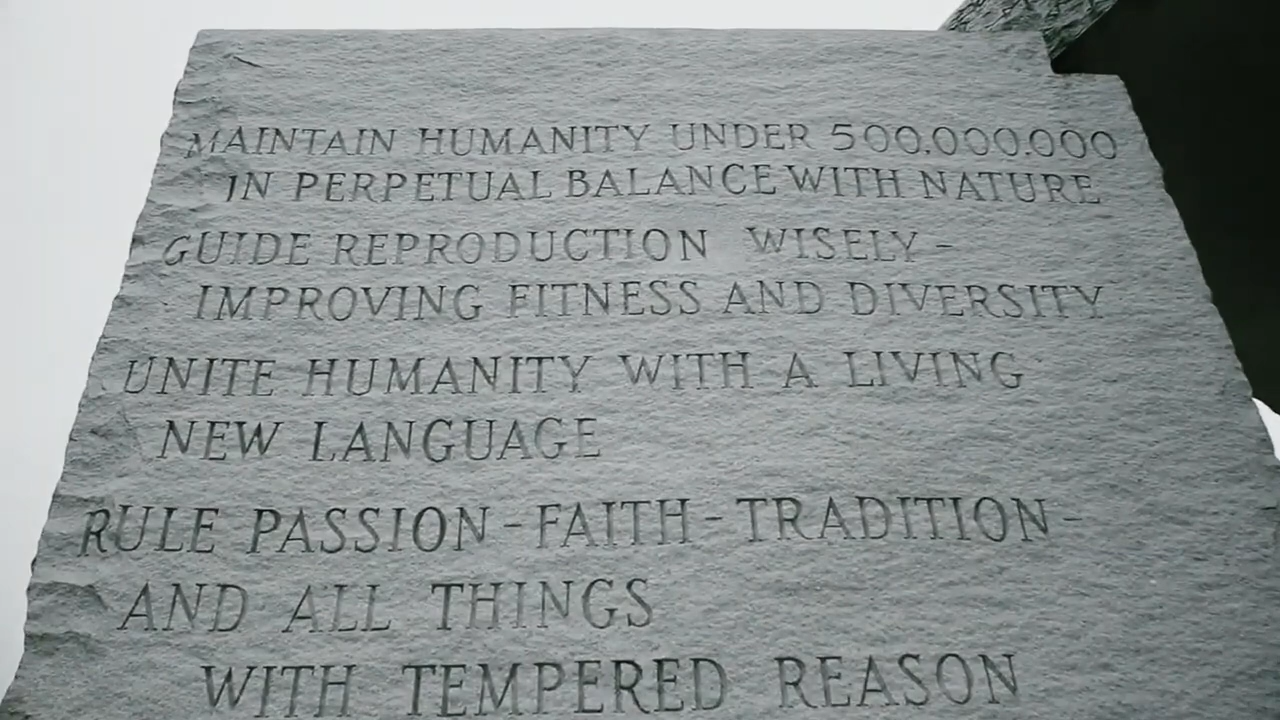 MAINTAIN HUMANITY UNDER 500,000,000
IN PERPETUAL BALANCE WITH NATURE
GUIDE REPRODUCTION WISELY -
IMPROVING FITNESS AND DIVERSITY
UNITE HUMANITY WITH A LIVING
NEW LANGUAGE
RULE PASSION - FAITH - TRADITION -
AND ALL THINGS
WITH TEMPERED REASON